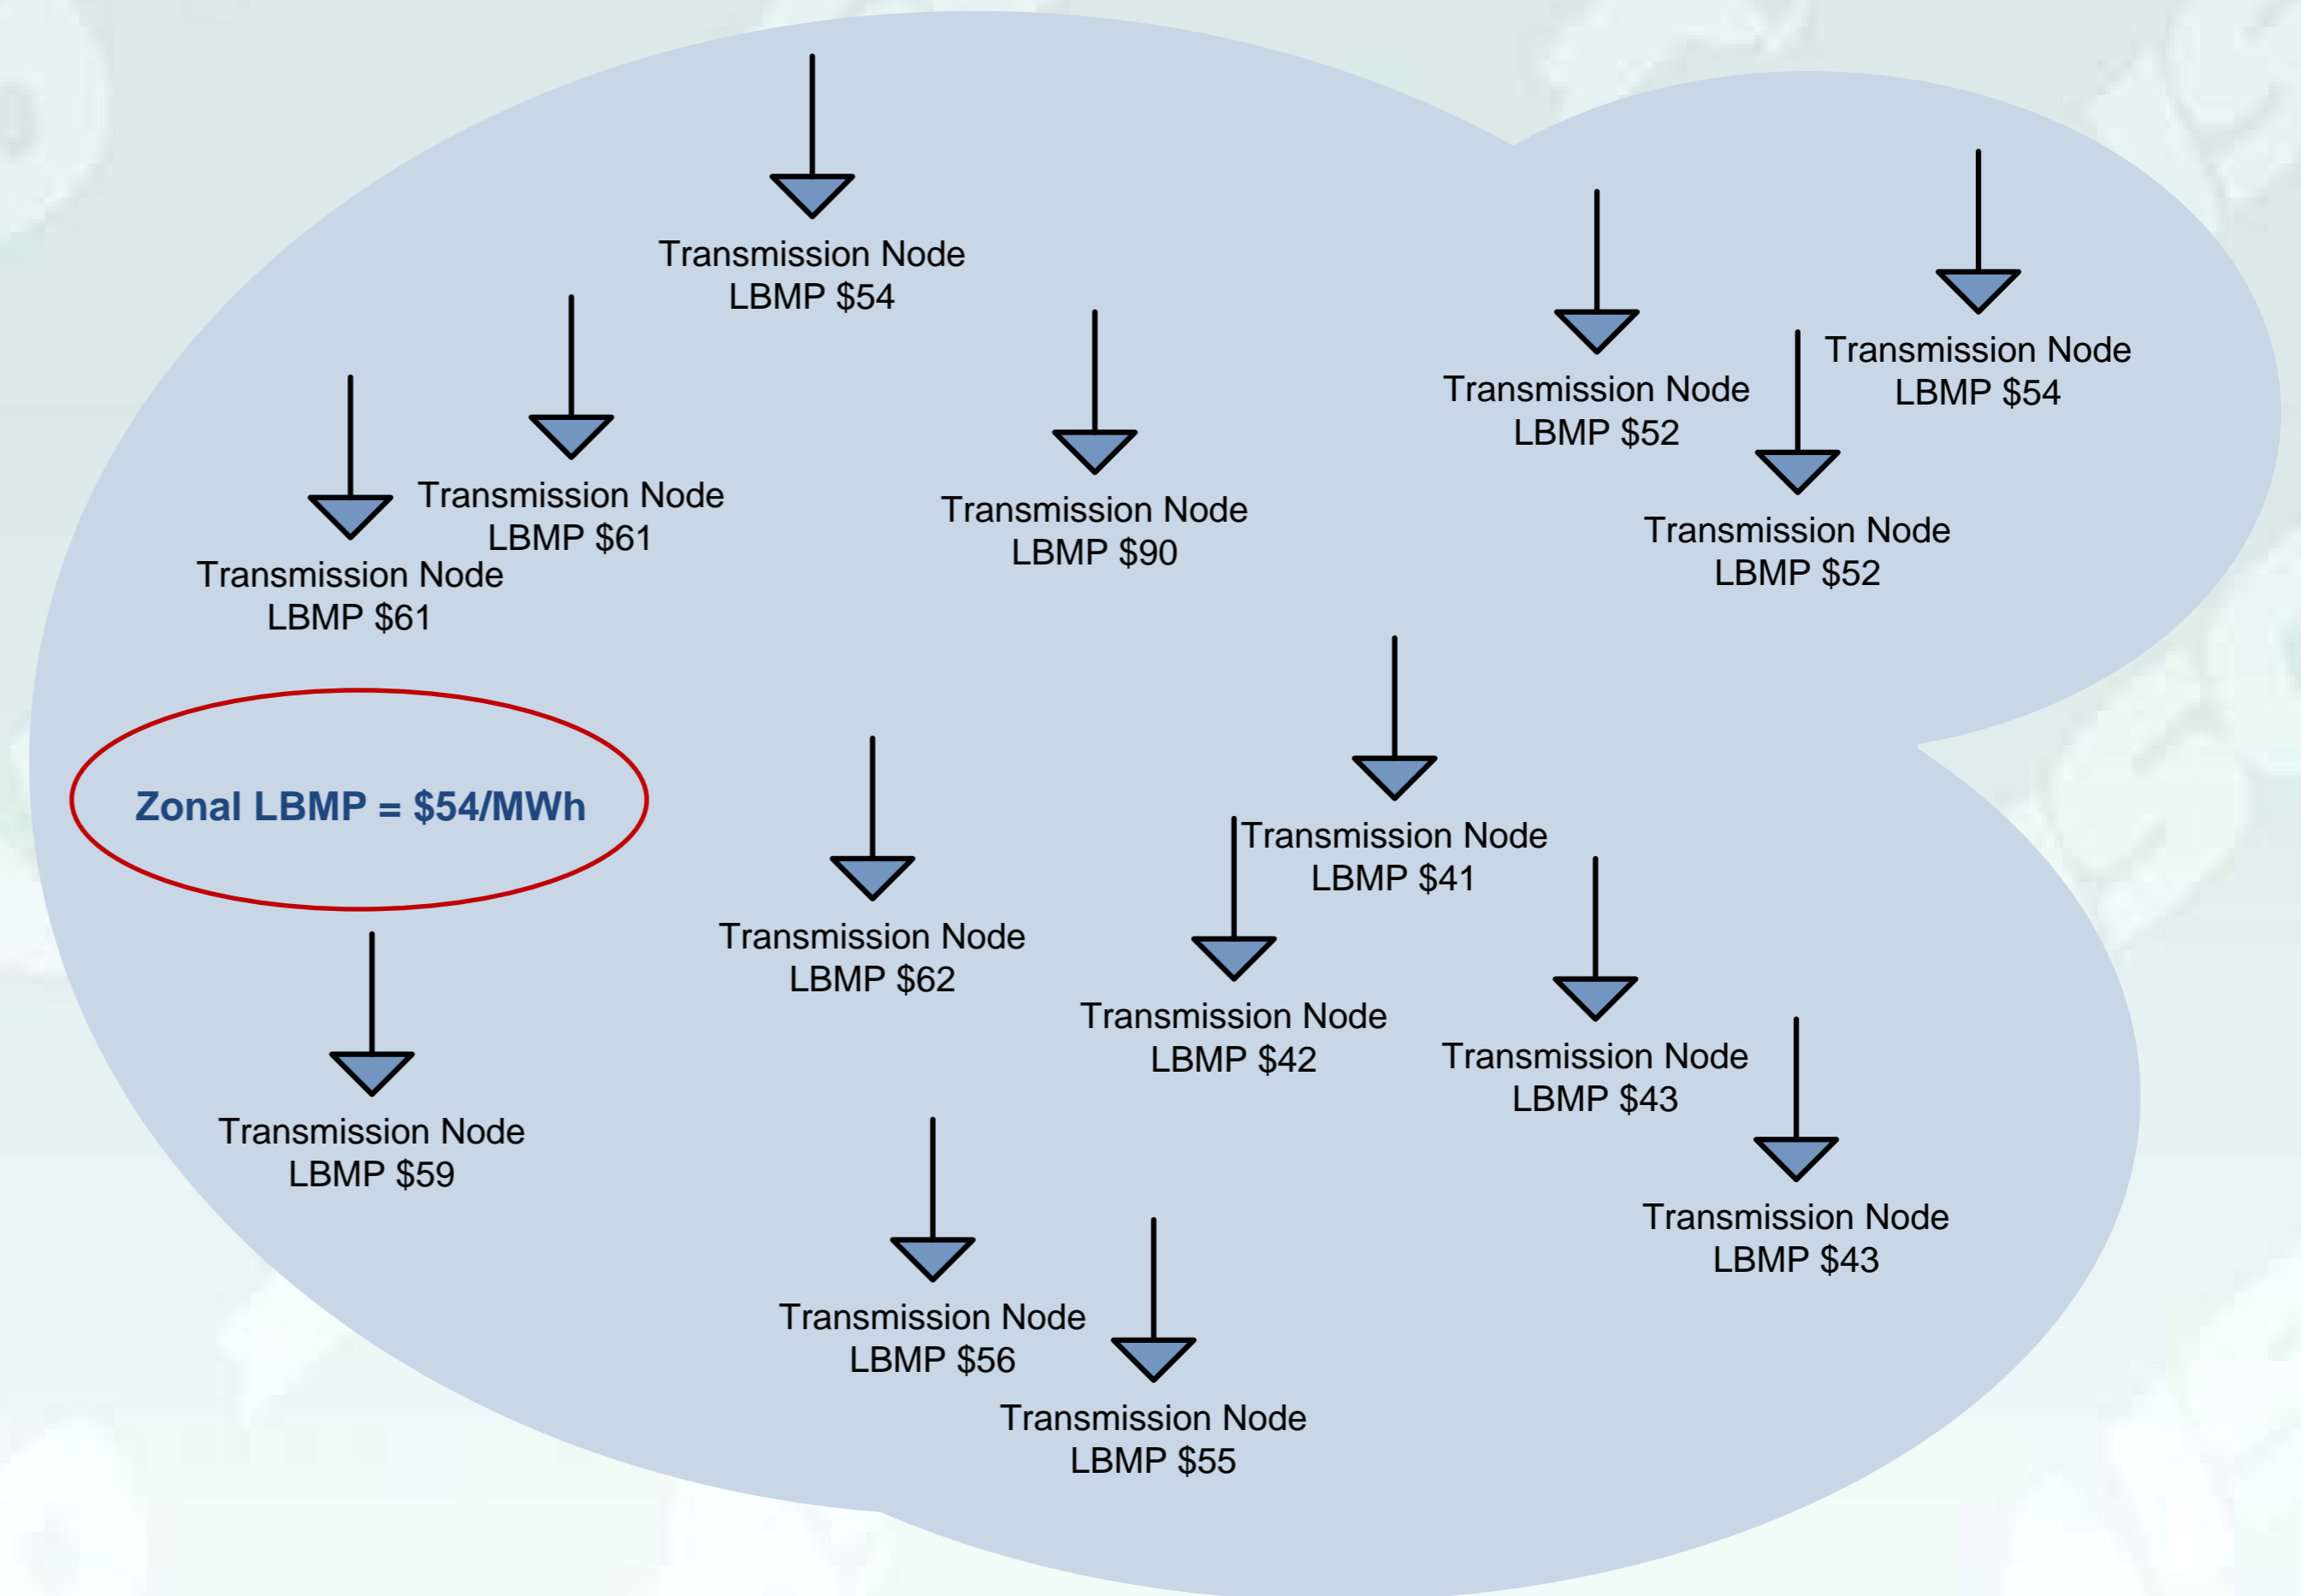 Transmission Node
LBMP $54
Transmission Node
LBMP $54
Transmission Node
LBMP $52
Transmission Node
LBMP $61
Transmission Node
LBMP $90
Transmission Node
LBMP $52
Transmission Node
LBMP $61
Zonal LBMP = $54/MWh
Transmission Node
LBMP $41
Transmission Node
LBMP $62
Transmission Node
LBMP $42
Transmission Node
LBMP $43
Transmission Node
LBMP $59
Transmission Node
LBMP $43
Transmission Node
LBMP $56
Transmission Node
LBMP $55